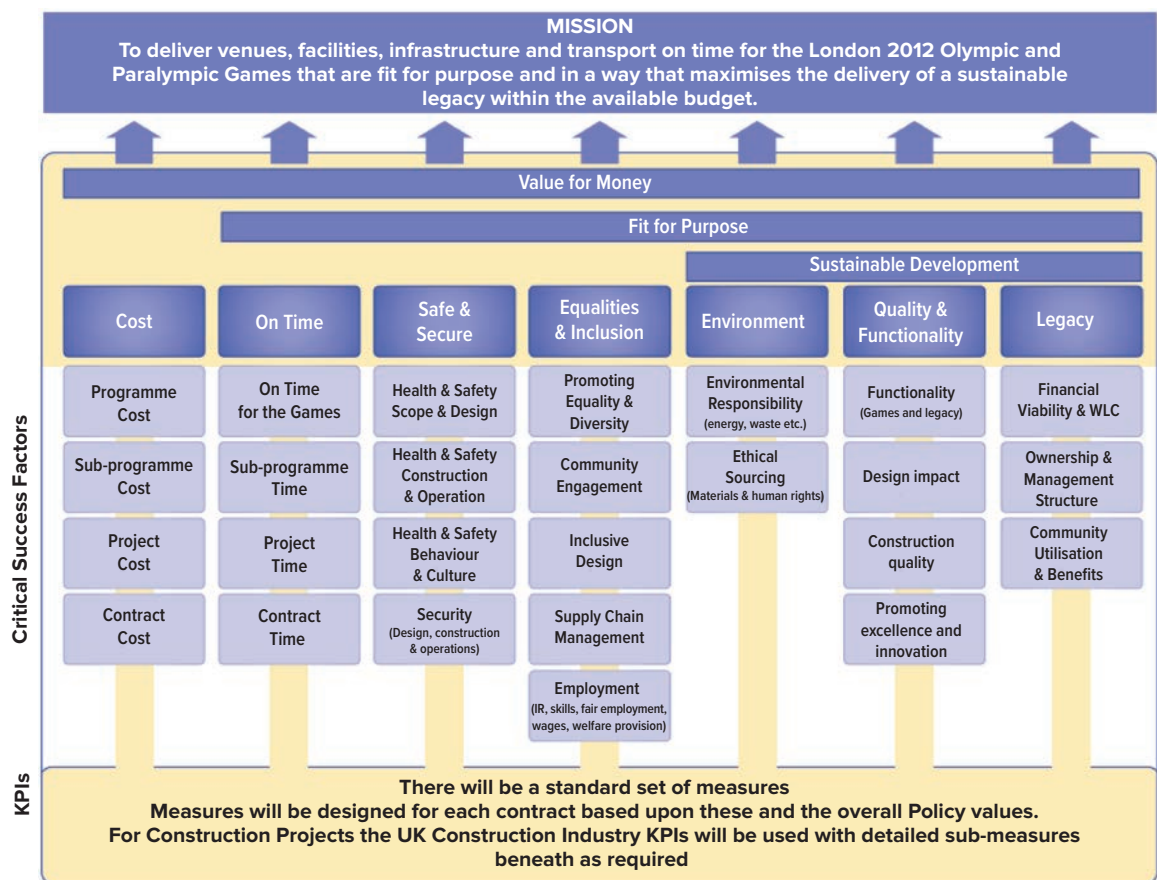 MISSION
To deliver venues, facilities, infrastructure and transport on time for the London 2012 Olympic and
Paralympic Games that are fit for purpose and in a way that maximises the delivery of a sustainable
legacy within the available budget.
Value for Money
Fit for Purpose
Sustainable Development
Critical Success Factors
Cost
Programme
Cost
Sub-programme
Cost
Project
Cost
Contract
Cost
On Time
On Time
for the Games
Sub-programme
Time
Project
Time
Contract
Time
Safe &
Secure
Health & Safety
Scope & Design
Health & Safety
Construction
& Operation
Health & Safety
Behaviour
& Culture
Security
(Design, construction
& operations)
Equalities
& Inclusion
Promoting
Equality &
Diversity
Community
Engagement
Inclusive
Design
Supply Chain
Management
Employment
(IR, skills, fair employment,
wages, welfare provision)
Environment
Environmental
Responsibility
(energy, waste etc.)
Ethical
Sourcing
(Materials & human rights)
Quality &
Functionality
Functionality
(Games and legacy)
Design impact
Construction
quality
Promoting
excellence and
innovation
Legacy
Financial
Viability & WLC
Ownership &
Management
Structure
Community
Utilisation
& Benefits
KPIs
There will be a standard set of measures
Measures will be designed for each contract based upon these and the overall Policy values.
For Construction Projects the UK Construction Industry KPIs will be used with detailed sub-measures
beneath as required